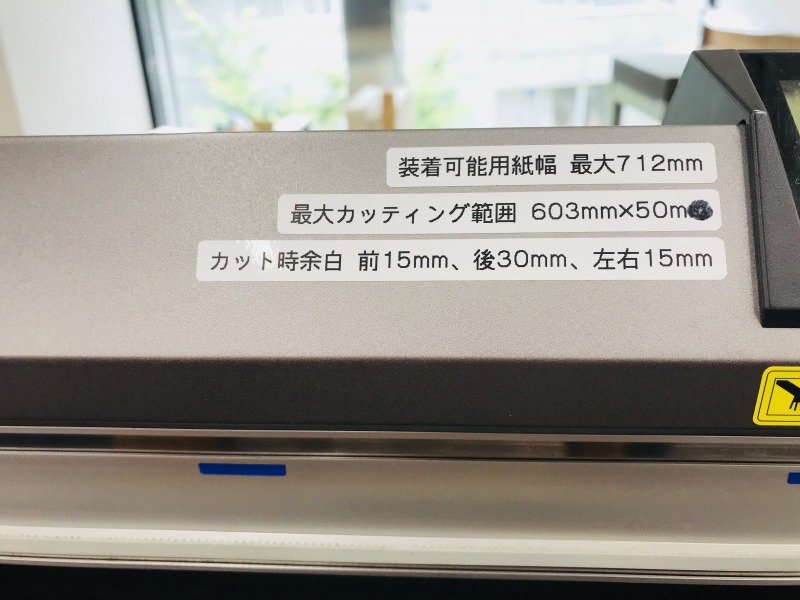 装着可能用紙幅 最大712mm
最大カッティング範囲 603mm×50m
カット時余白 前15mm、後30mm、左右15mm